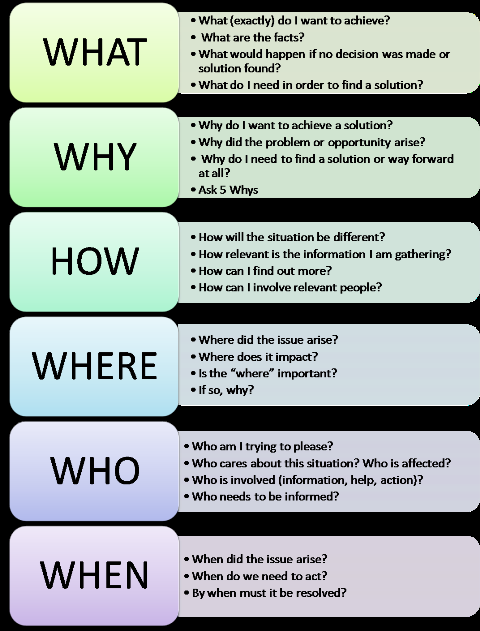 WHAT
• What (exactly) do I want to achieve?
• What are the facts?
• What would happen if no decision was made or
solution found?
• What do I need in order to find a solution?
WHY
• Why do I want to achieve a solution?
• Why did the problem or opportunity arise?
• Why do I need to find a solution or way forward
at all?
• Ask 5 Whys
HOW
• How will the situation be different?
• How relevant is the information I am gathering?
• How can I find out more?
• How can I involve relevant people?
WHERE
• Where did the issue arise?
• Where does it impact?
• Is the “where” important?
• If so, why?
WHO
• Who am I trying to please?
• Who cares about this situation? Who is affected?
• Who is involved (information, help, action)?
• Who needs to be informed?
WHEN
• When did the issue arise?
• When do we need to act?
• By when must it be resolved?